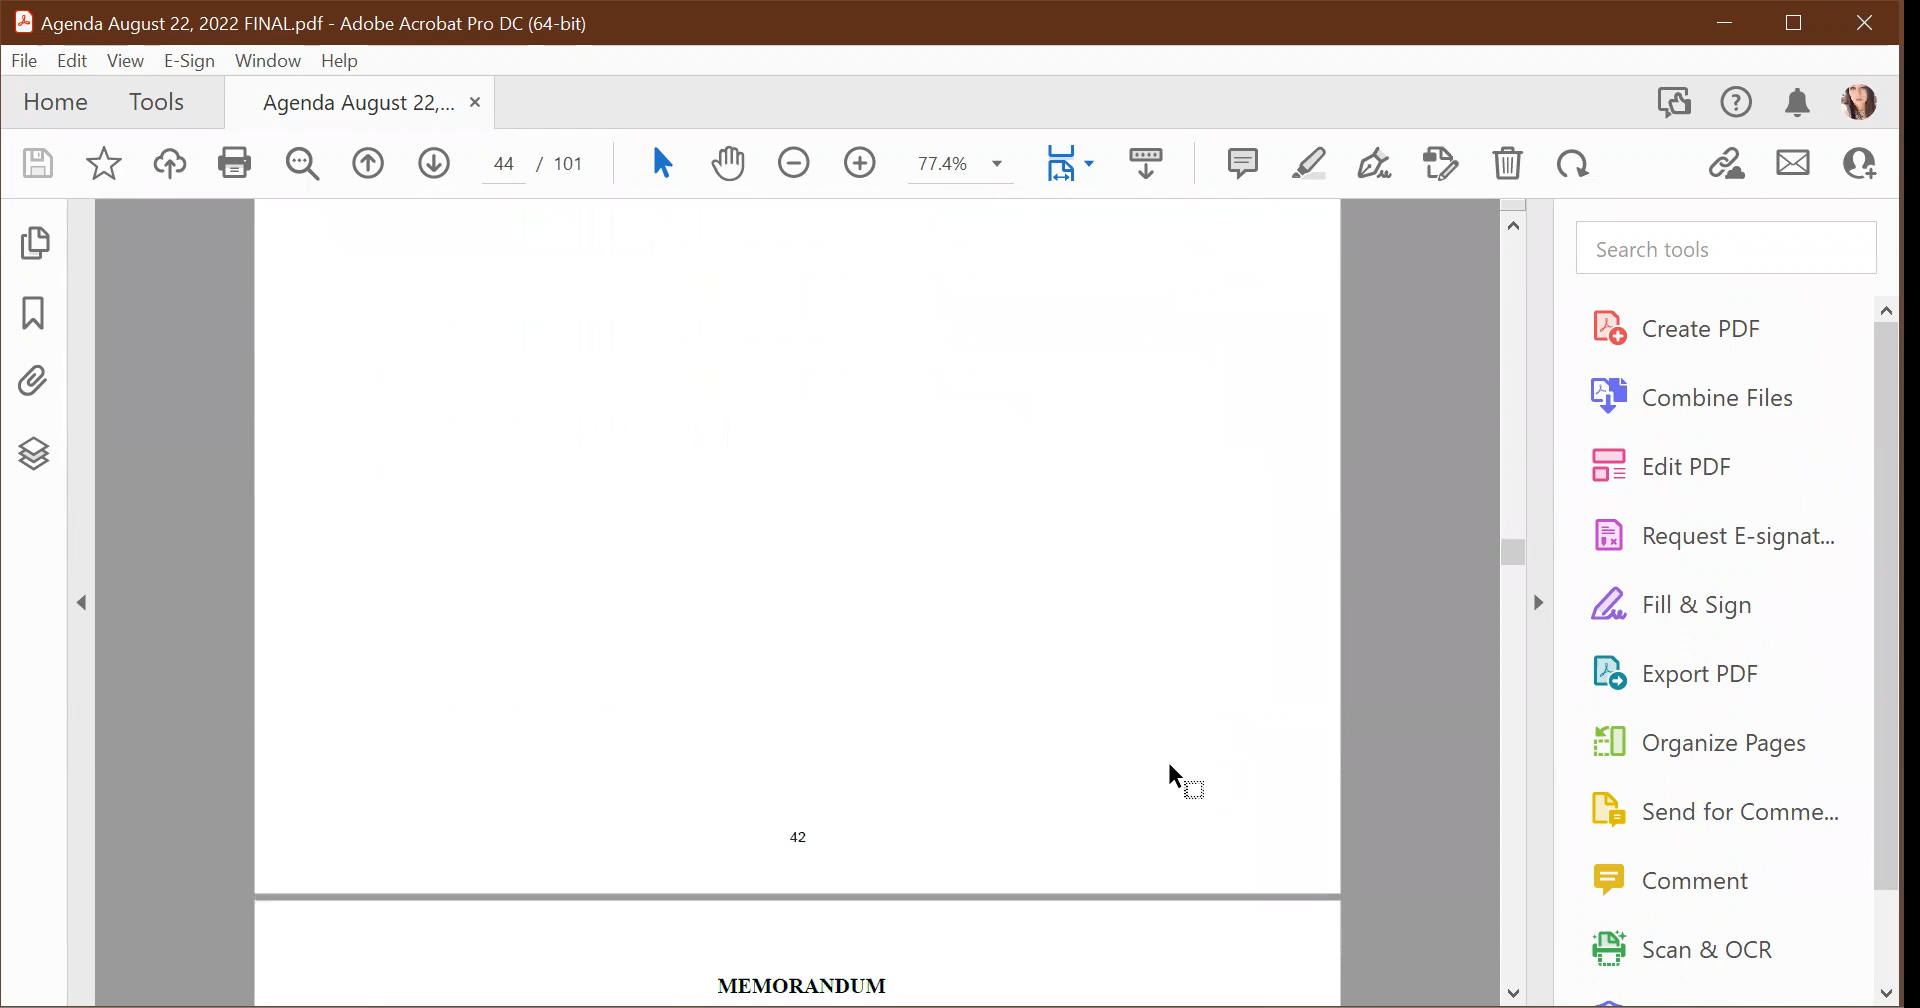 Agenda August 22, 2022 FINAL.pdf - Adobe Acrobat Pro DC (64-bit)
File Edit View E-Sign Window Help
Home Tools Agenda August 22,...
44 / 101 77.4%
Search tools
Create PDF
Combine Files
Edit PDF
Request E-signat...
Fill & Sign
Export PDF
Organize Pages
Send for Comme...
Comment
Scan & OCR
42
MEMORANDUM